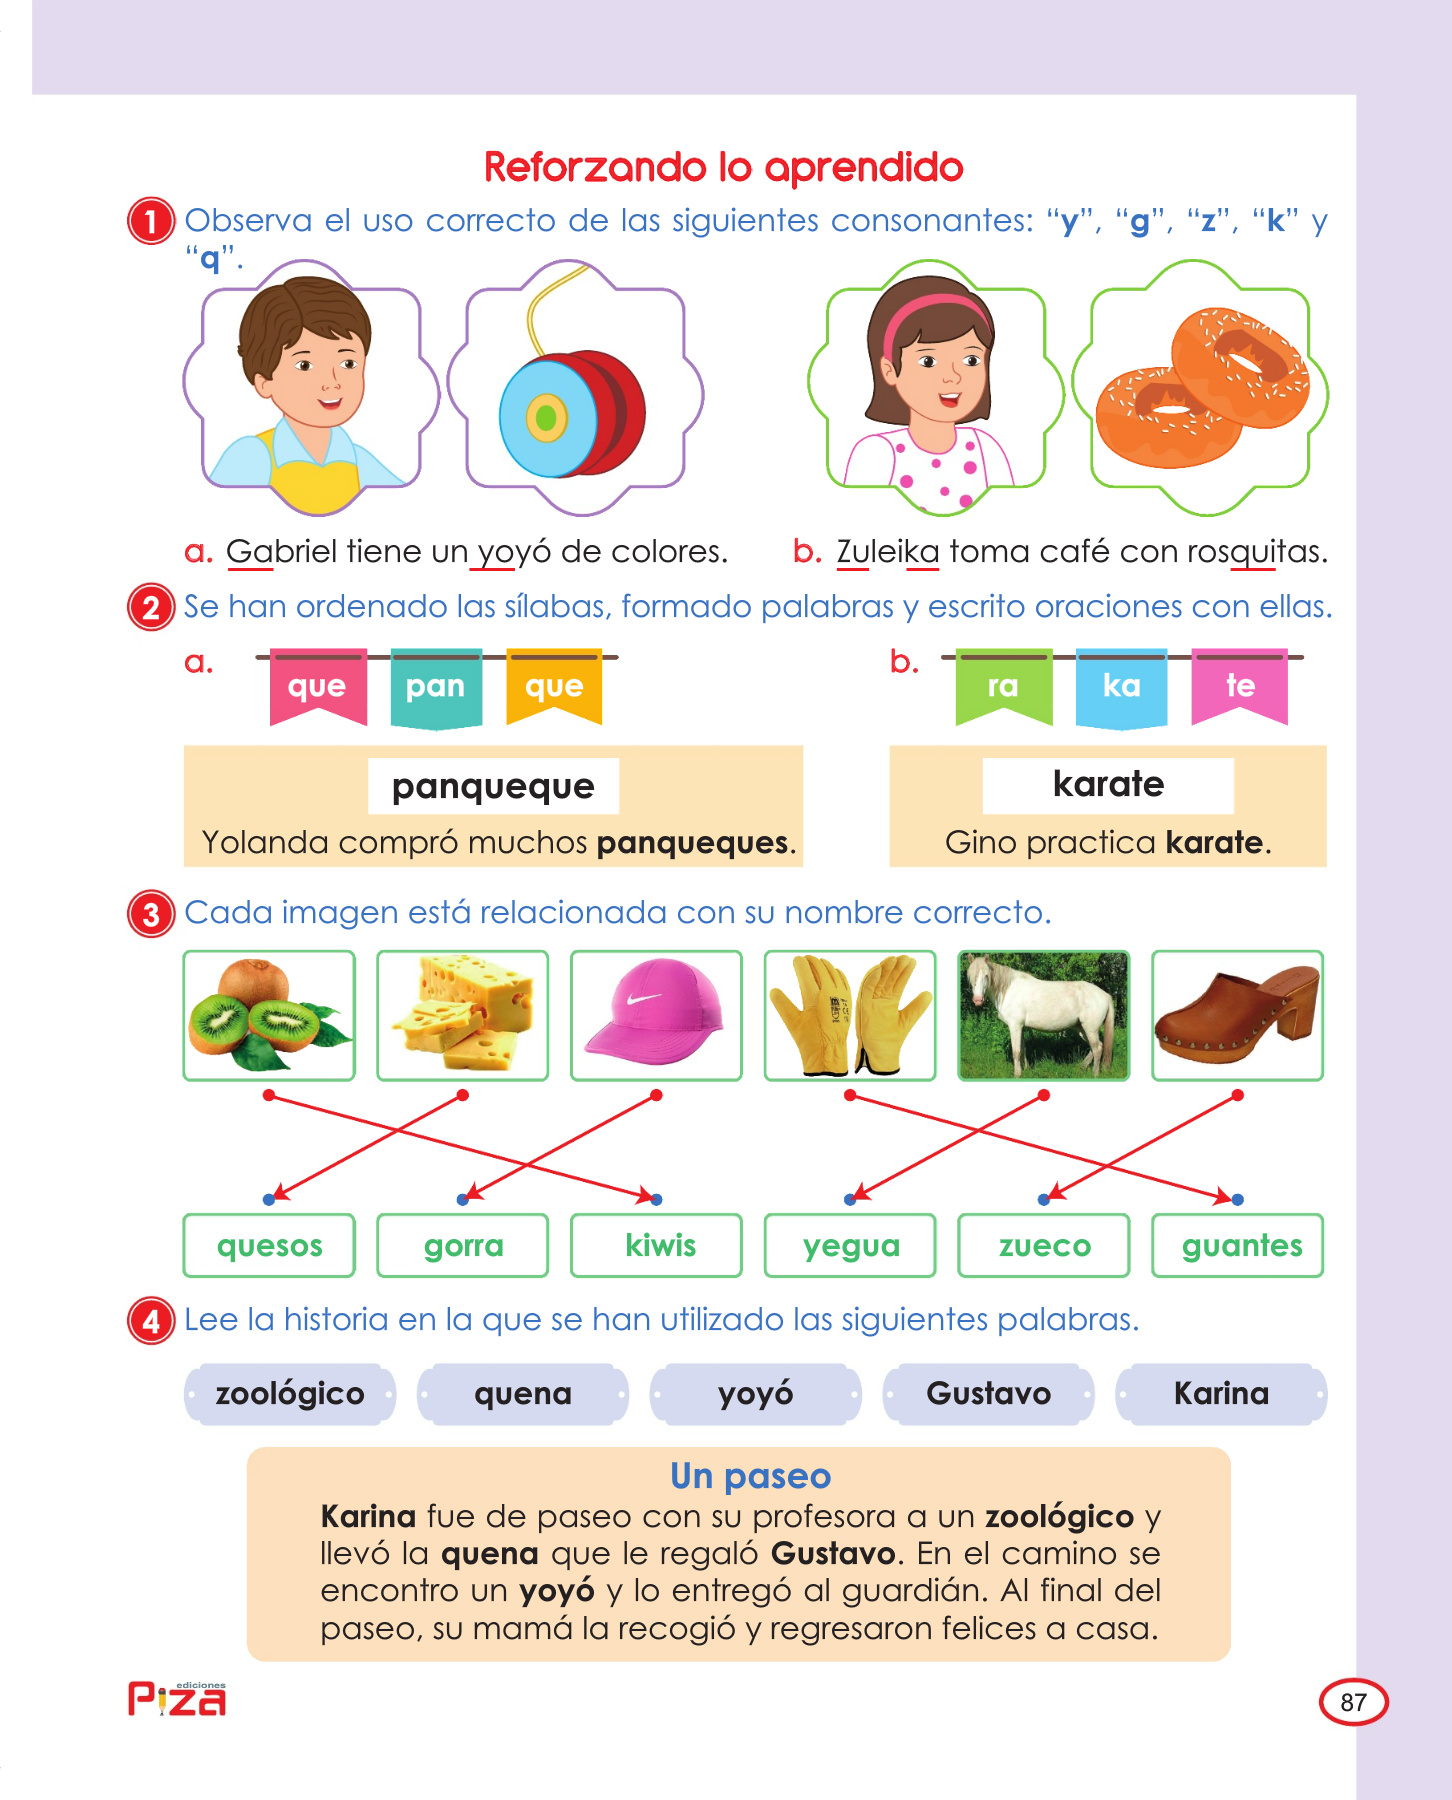 Reforzando lo aprendido
1 Observa el uso correcto de las siguientes consonantes: “y”, “g”, “z”, “k” y
“q”.
a. Gabriel tiene un yoyó de colores.
b. Zuleika toma café con rosquitas.
2 Se han ordenado las sílabas, formado palabras y escrito oraciones con ellas.
a. que pan que
b. ra ka te
panqueque
Yolanda compró muchos panqueques.
karate
Gino practica karate.
3 Cada imagen está relacionada con su nombre correcto.
quesos gorra kiwis yegua zueco guantes
4 Lee la historia en la que se han utilizado las siguientes palabras.
zoológico quena yoyó Gustavo Karina
Un paseo
Karina fue de paseo con su profesora a un zoológico y
llevó la quena que le regaló Gustavo. En el camino se
encontro un yoyó y lo entregó al guardián. Al final del
paseo, su mamá la recogió y regresaron felices a casa.
ediciones
Piza
87